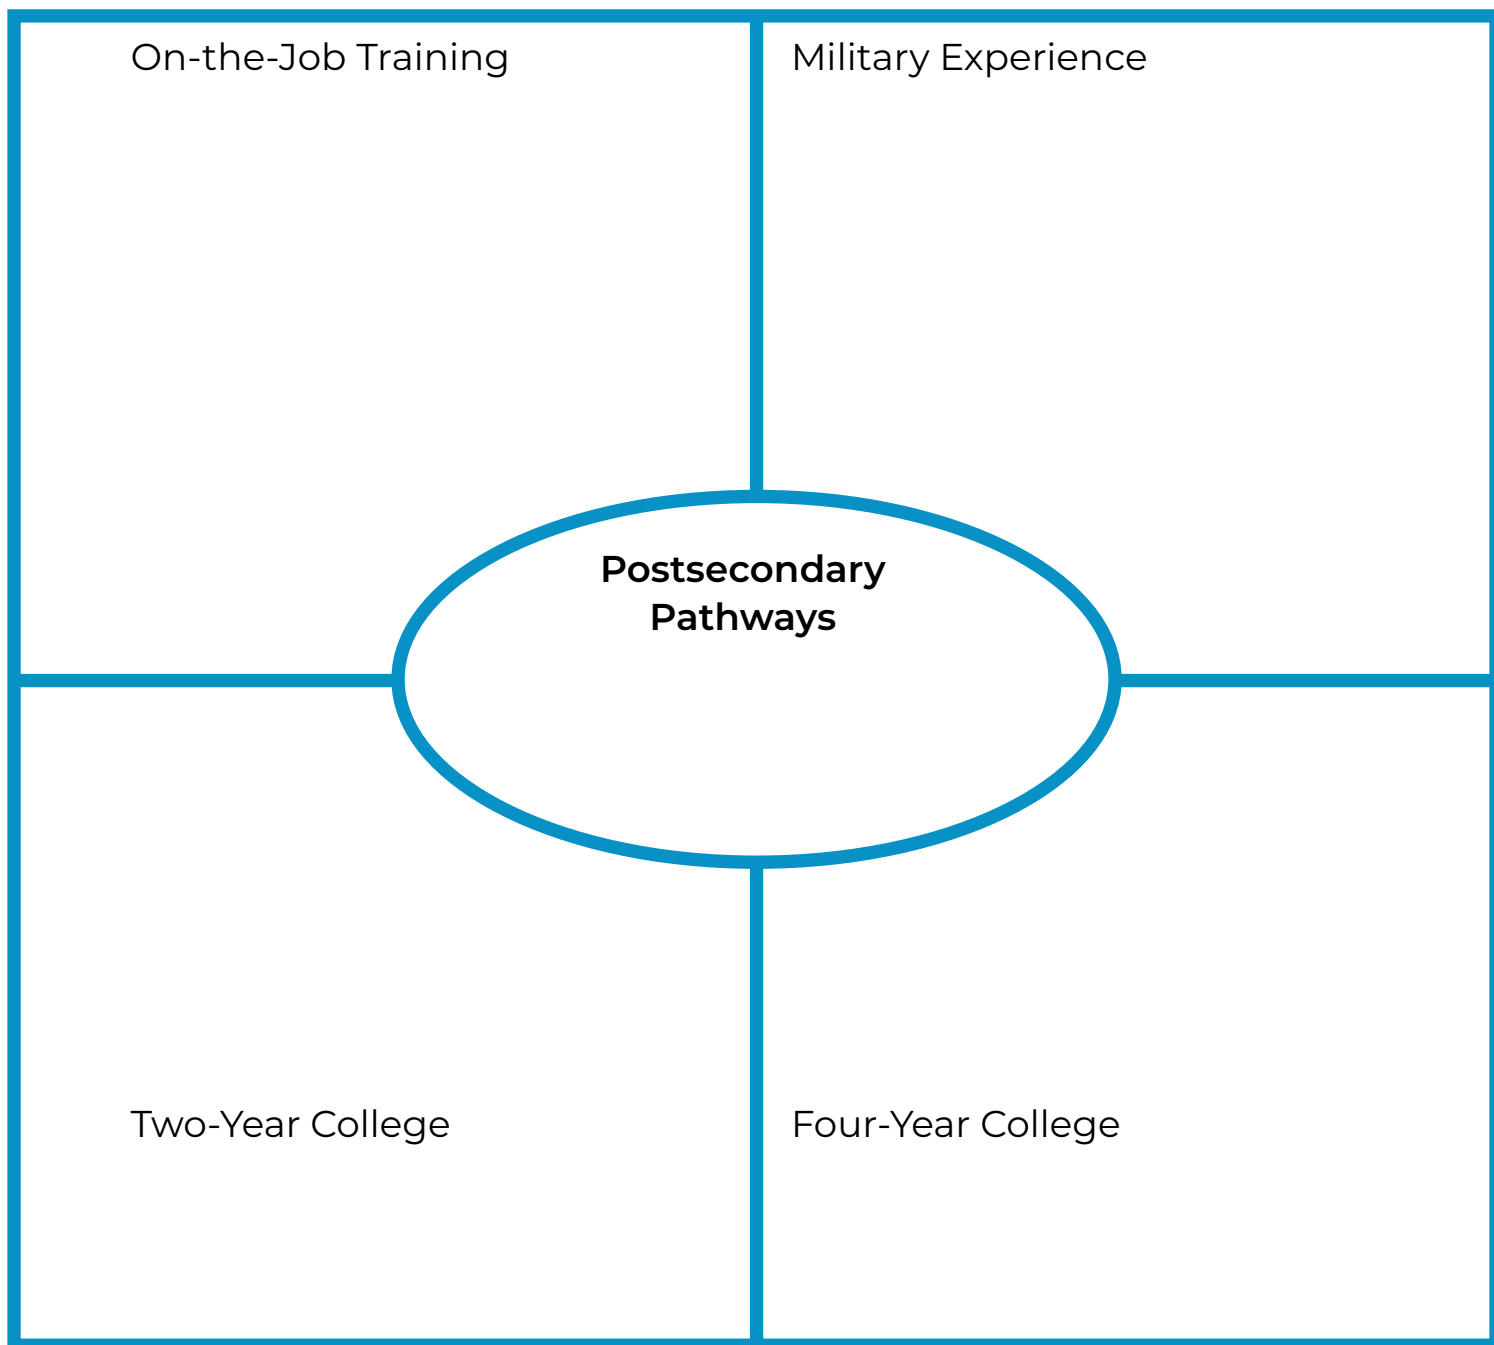 On-the-Job Training
Military Experience
Postsecondary
Pathways
Two-Year College
Four-Year College